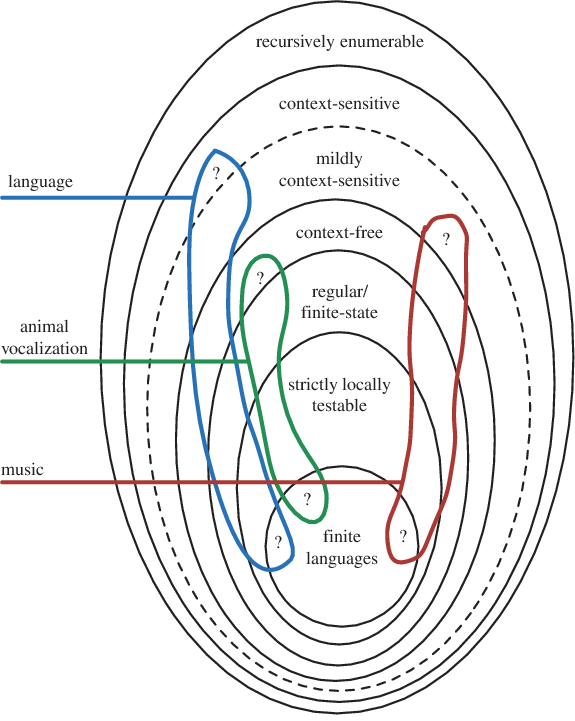 recursively enumerable
context-sensitive
mildly
context-sensitive
?
language
context-free
?
?
regular/
finite-state
animal
vocalization
strictly locally
testable
music
?
?
finite
languages
?